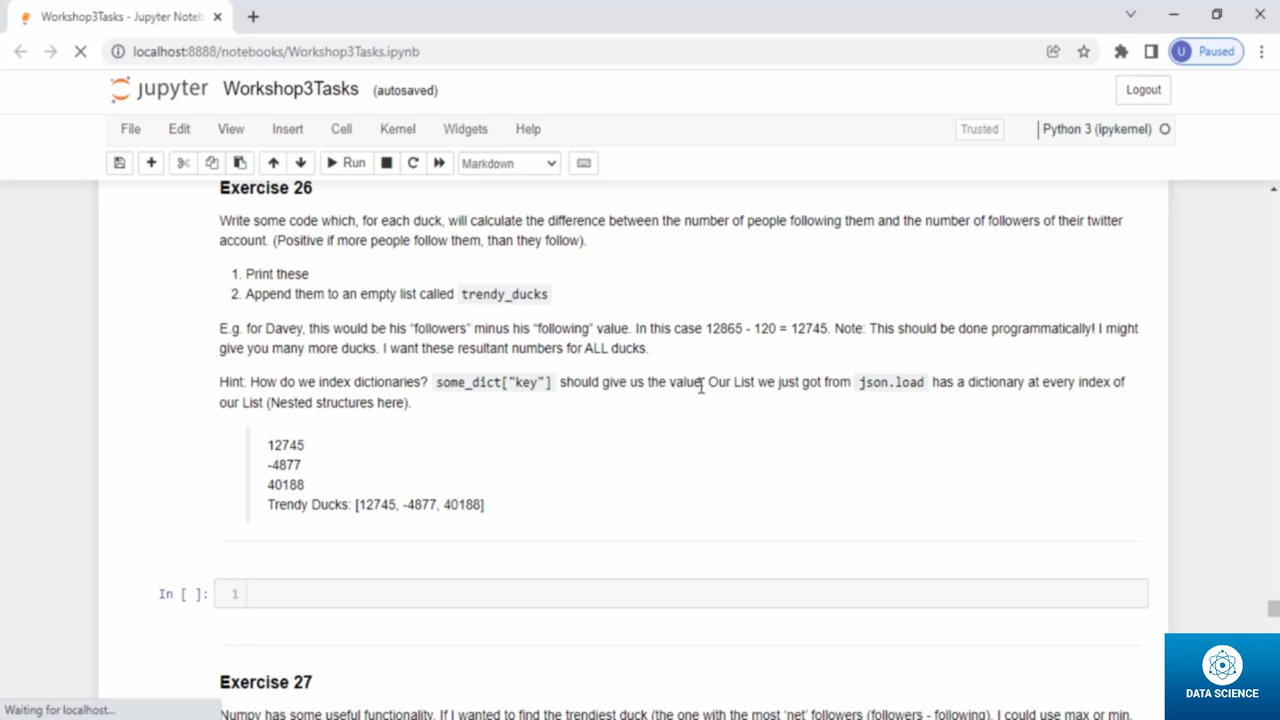 Workshop3Tasks - Jupyter Noteb
localhost:8888/notebooks/Workshop3Tasks.ipynb
U Paused
jupyter Workshop3Tasks (autosaved)
Logout
File Edit View Insert Cell Kernel Widgets Help
Trusted Python 3 (ipykernel)
Run Markdown
Exercise 26
Write some code which, for each duck, will calculate the difference between the number of people following them and the number of followers of their twitter
account. (Positive if more people follow them, than they follow).
1. Print these
2. Append them to an empty list called trendy_ducks
E.g. for Davey, this would be his “followers” minus his “following” value. In this case 12865 - 120 = 12745. Note: This should be done programmatically! I might
give you many more ducks. I want these resultant numbers for ALL ducks.
Hint: How do we index dictionaries? some_dict["key"] should give us the value. Our List we just got from json.load has a dictionary at every index of
our List (Nested structures here).
12745
-4877
40188
Trendy Ducks: [12745, -4877, 40188]
In [ ]: 1
Exercise 27
Numpy has some useful functionality. If I wanted to find the trendiest duck (the one with the most 'net' followers (followers - following), I could use max or min.
Waiting for localhost...
DATA SCIENCE